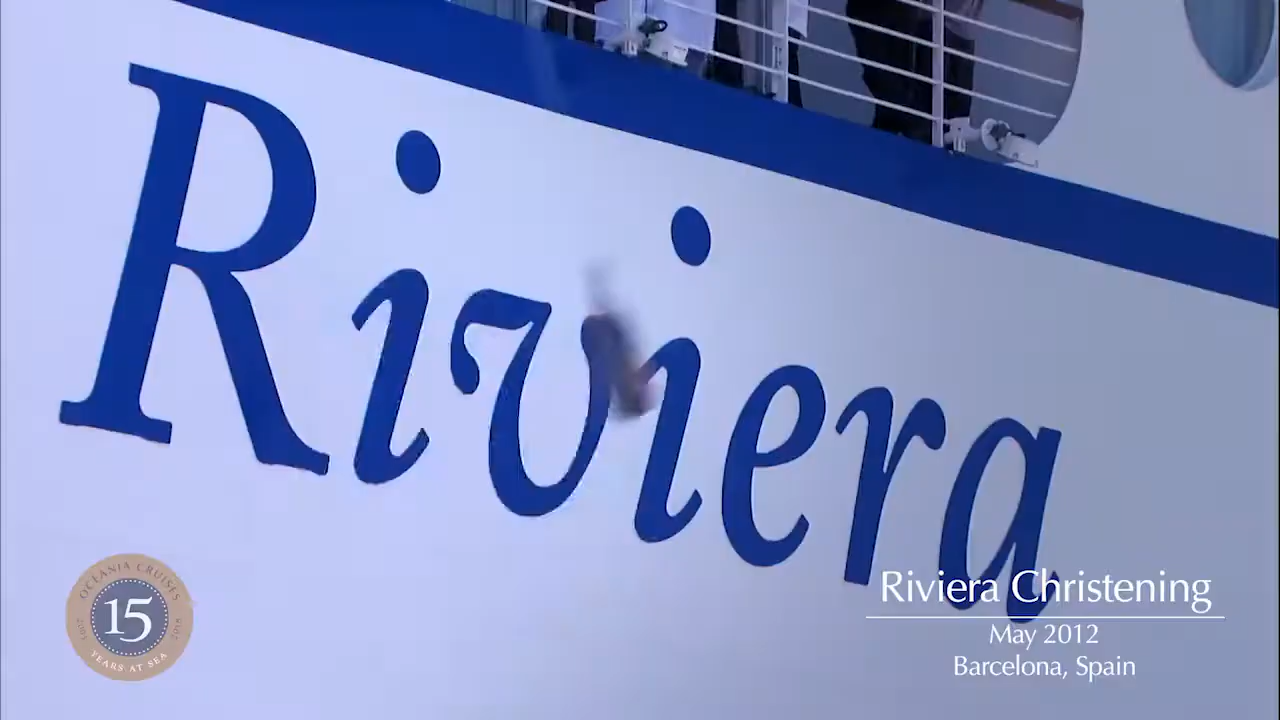 Riviera
OCEANIA CRUISES
15
YEARS AT SEA
Riviera Christening
May 2012
Barcelona, Spain